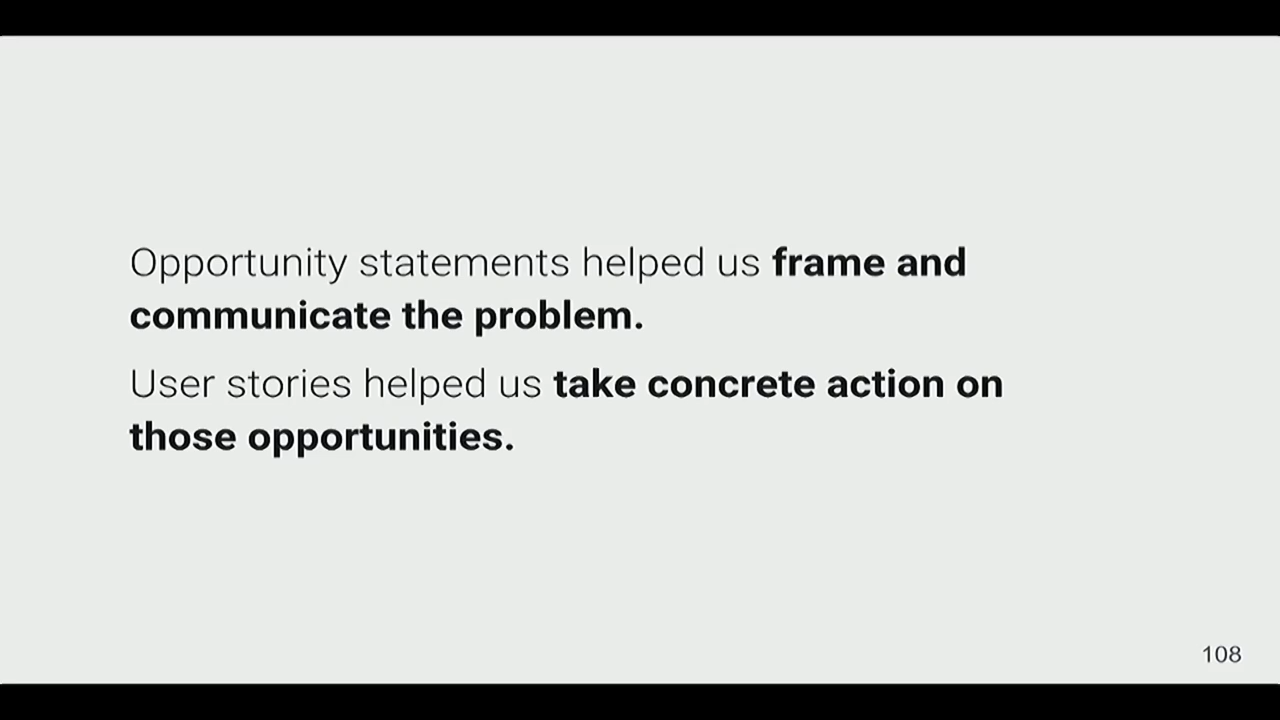 Opportunity statements helped us frame and
communicate the problem.
User stories helped us take concrete action on
those opportunities.
108